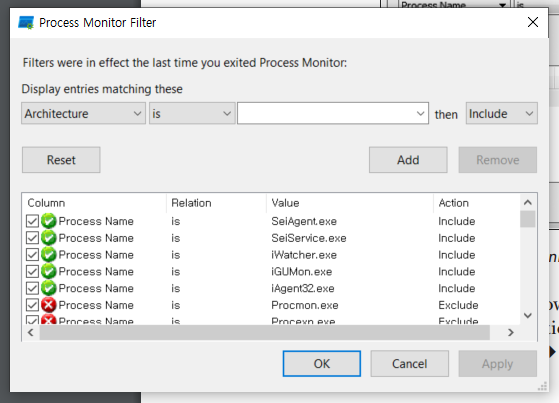 Process Name is
Process Monitor Filter
Filters were in effect the last time you exited Process Monitor:
Display entries matching these
Architecture is then Include
Reset Add Remove
Column Relation Value Action
Process Name is SeiAgent.exe Include
Process Name is SeiService.exe Include
Process Name is iWatcher.exe Include
Process Name is iGUMon.exe Include
Process Name is iAgent32.exe Include
Process Name is Procmon.exe Exclude
Process Name is Procexp.exe Exclude
OK Cancel Apply